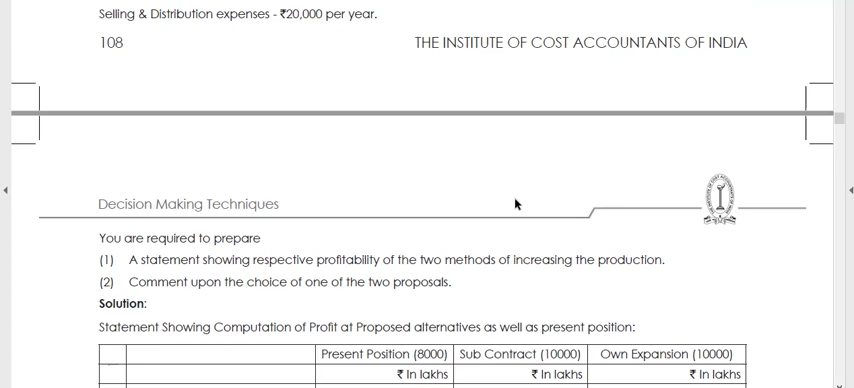 Selling & Distribution expenses - ₹20,000 per year.
108 THE INSTITUTE OF COST ACCOUNTANTS OF INDIA
Decision Making Techniques
You are required to prepare
(1) A statement showing respective profitability of the two methods of increasing the production.
(2) Comment upon the choice of one of the two proposals.
Solution:
Statement Showing Computation of Profit at Proposed alternatives as well as present position:
Present Position (8000) Sub Contract (10000) Own Expansion (10000)
₹ In lakhs ₹ In lakhs ₹ In lakhs